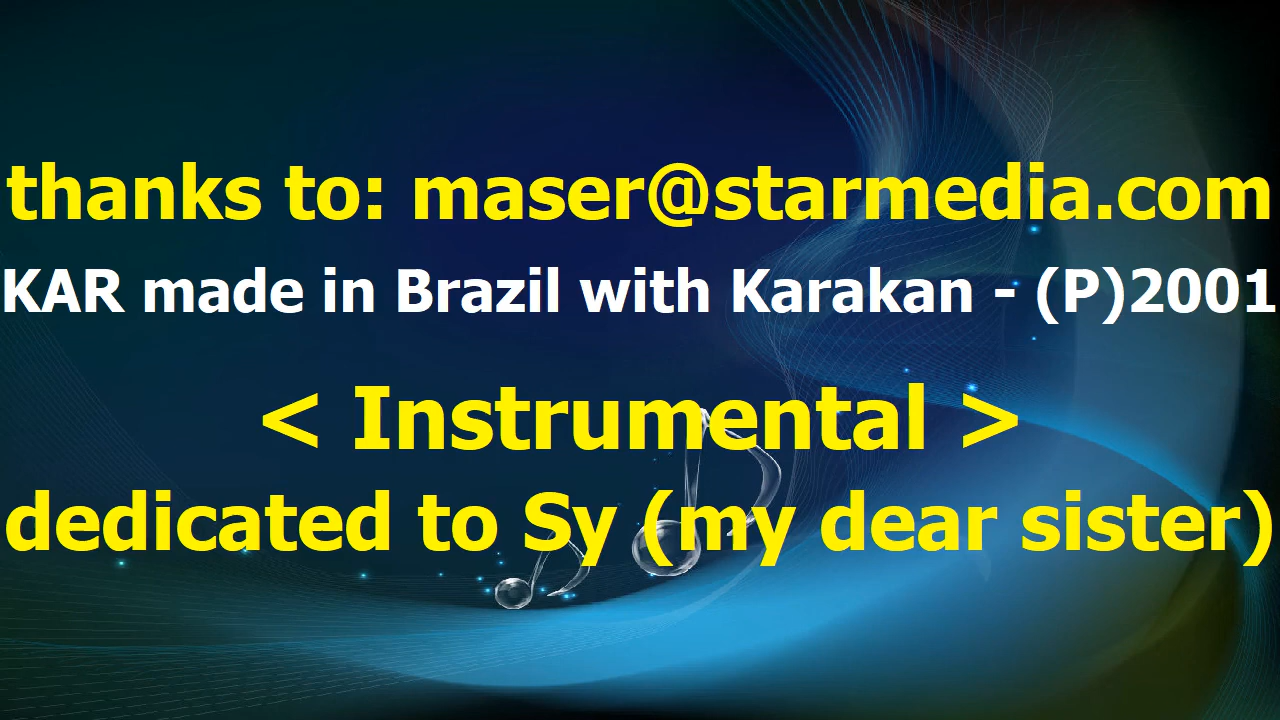 thanks to: maser@starmedia.com
KAR made in Brazil with Karakan - (P)2001
< Instrumental >
dedicated to Sy (my dear sister)